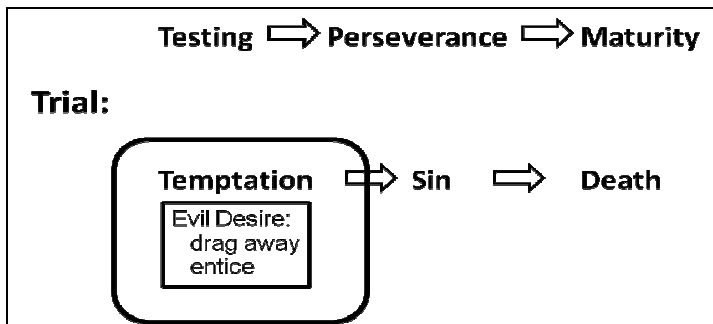 Testing Perseverance Maturity
Trial:
Temptation Sin Death
Evil Desire:
drag away
entice